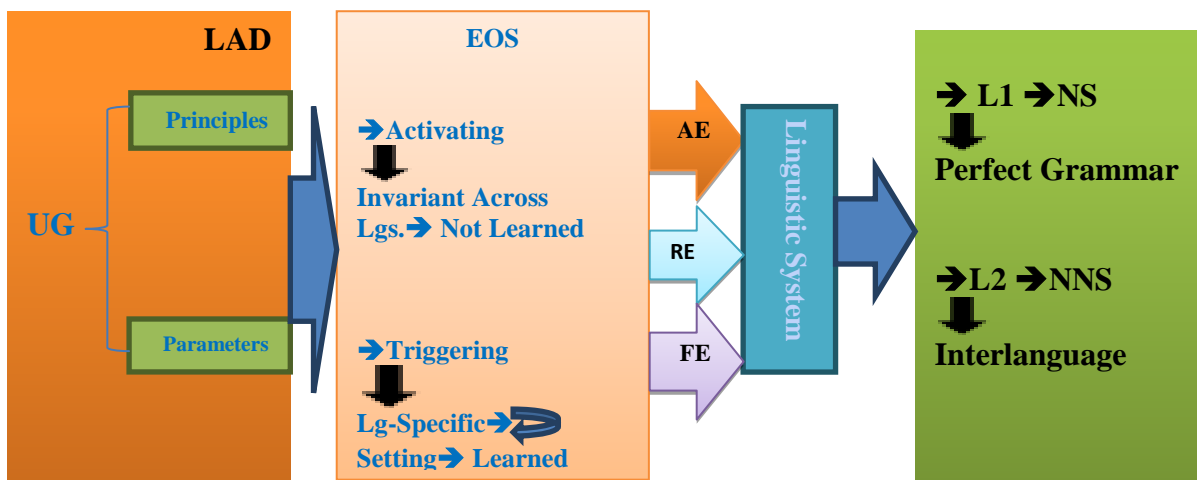 LAD
UG
Principles
Parameters
EOS
➔Activating
Invariant Across
Lgs.➔ Not Learned
➔Triggering
Lg-Specific➔
Setting➔ Learned
AE
RE
FE
Linguistic System
➔ L1 ➔NS
Perfect Grammar
➔L2 ➔NNS
Interlanguage